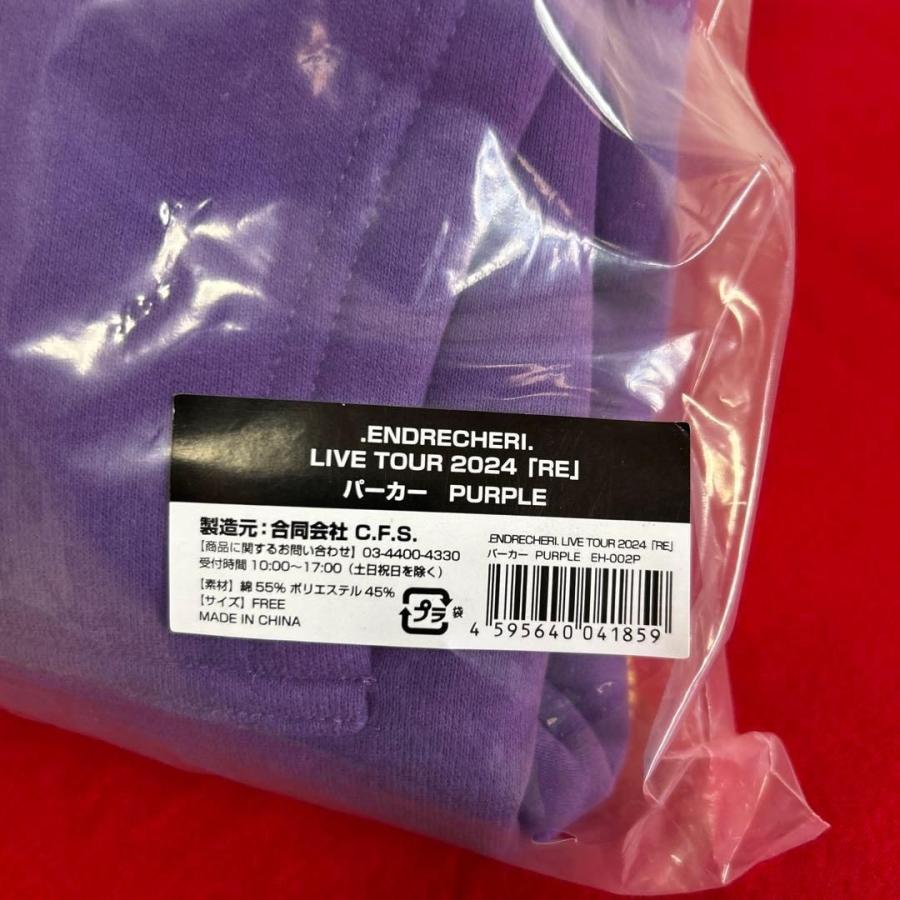 .ENDRECHERI.
LIVE TOUR 2024「RE」
パーカー PURPLE
製造元:合同会社 C.F.S.
【商品に関するお問い合わせ】03-4400-4330
受付時間 10:00〜17:00(土日祝日を除く)
【素材】綿 55% ポリエステル 45%
【サイズ】FREE
MADE IN CHINA
プラ
袋
.ENDRECHERI. LIVE TOUR 2024「RE」
パーカー PURPLE EH-002P
4 595640 041859